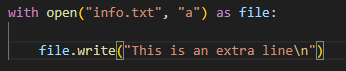 with open("info.txt", "a") as file:
file.write("This is an extra line\n")